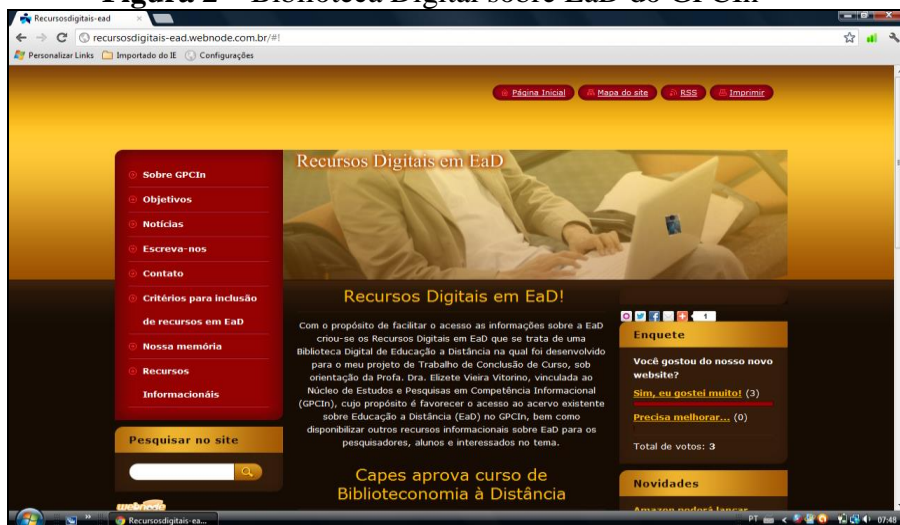 Figura 2 – Biblioteca Digital sobre EaD do GPCIn
Recursosdigitais-ead
recursosdigitais-ead.webnode.com.br/#!
Personalizar Links Importado do IE Configurações
Página Inicial Mapa do site RSS Imprimir
Recursos Digitais em EaD
Sobre GPCIn
Objetivos
Notícias
Escreva-nos
Contato
Critérios para inclusão
de recursos em EaD
Nossa memória
Recursos
Informacionáis
Pesquisar no site
webnode
Recursos Digitais em EaD!
Com o propósito de facilitar o acesso as informações sobre a EaD
criou-se os Recursos Digitais em EaD que se trata de uma
Biblioteca Digital de Educação a Distância na qual foi desenvolvido
para o meu projeto de Trabalho de Conclusão de Curso, sob
orientação da Profa. Dra. Elizete Vieira Vitorino, vinculada ao
Núcleo de Estudos e Pesquisas em Competência Informacional
(GPCIn), cujo propósito é favorecer o acesso ao acervo existente
sobre Educação a Distância (EaD) no GPCIn, bem como
disponibilizar outros recursos informacionais sobre EaD para os
pesquisadores, alunos e interessados no tema.
Capes aprova curso de
Biblioteconomia à Distância
1
Enquete
Você gostou do nosso novo
website?
Sim, eu gostei muito! (3)
Precisa melhorar... (0)
Total de votos: 3
Novidades
Amazon poderá lançar
Recursosdigitais-ea...
PT
07:48